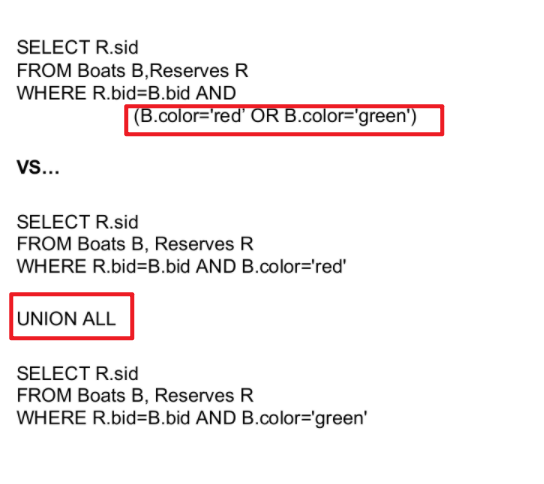 SELECT R.sid
FROM Boats B,Reserves R
WHERE R.bid=B.bid AND
(B.color='red’ OR B.color='green')
VS…
SELECT R.sid
FROM Boats B, Reserves R
WHERE R.bid=B.bid AND B.color='red'
UNION ALL
SELECT R.sid
FROM Boats B, Reserves R
WHERE R.bid=B.bid AND B.color='green'